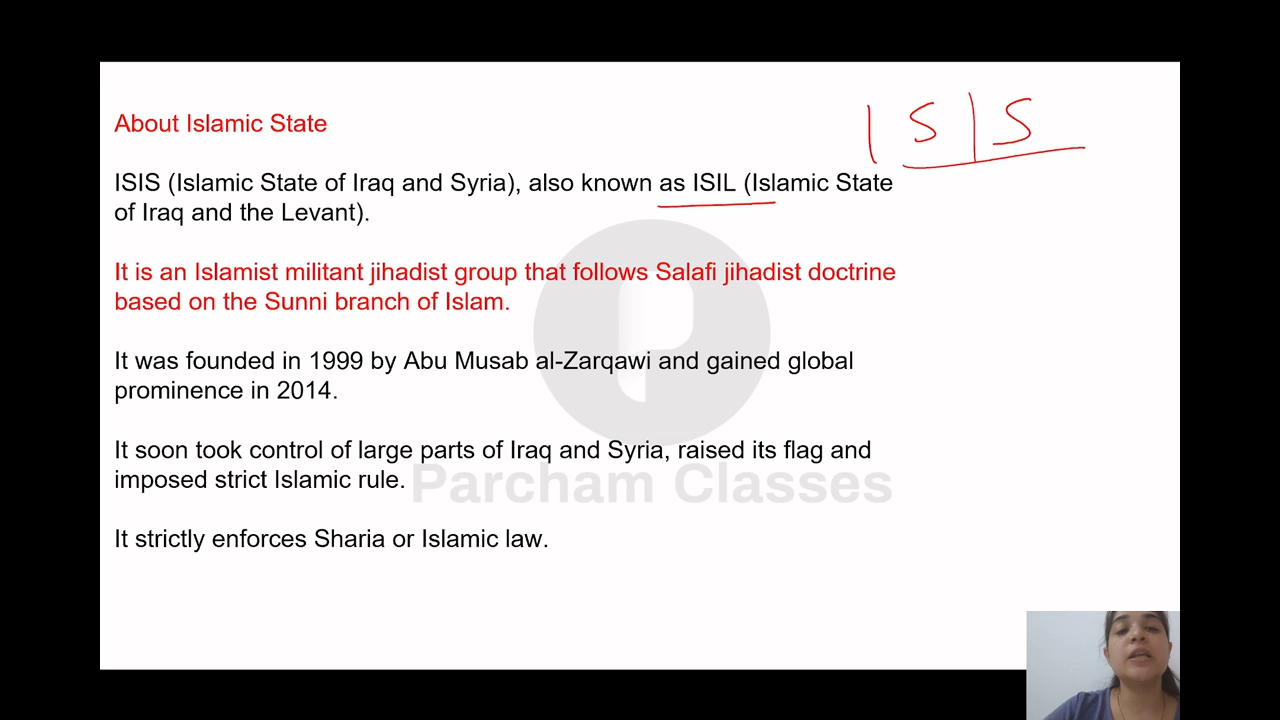 About Islamic State
ISIS
ISIS (Islamic State of Iraq and Syria), also known as ISIL (Islamic State
of Iraq and the Levant).
It is an Islamist militant jihadist group that follows Salafi jihadist doctrine
based on the Sunni branch of Islam.
It was founded in 1999 by Abu Musab al-Zarqawi and gained global
prominence in 2014.
It soon took control of large parts of Iraq and Syria, raised its flag and
imposed strict Islamic rule.
Parcham Classes
It strictly enforces Sharia or Islamic law.